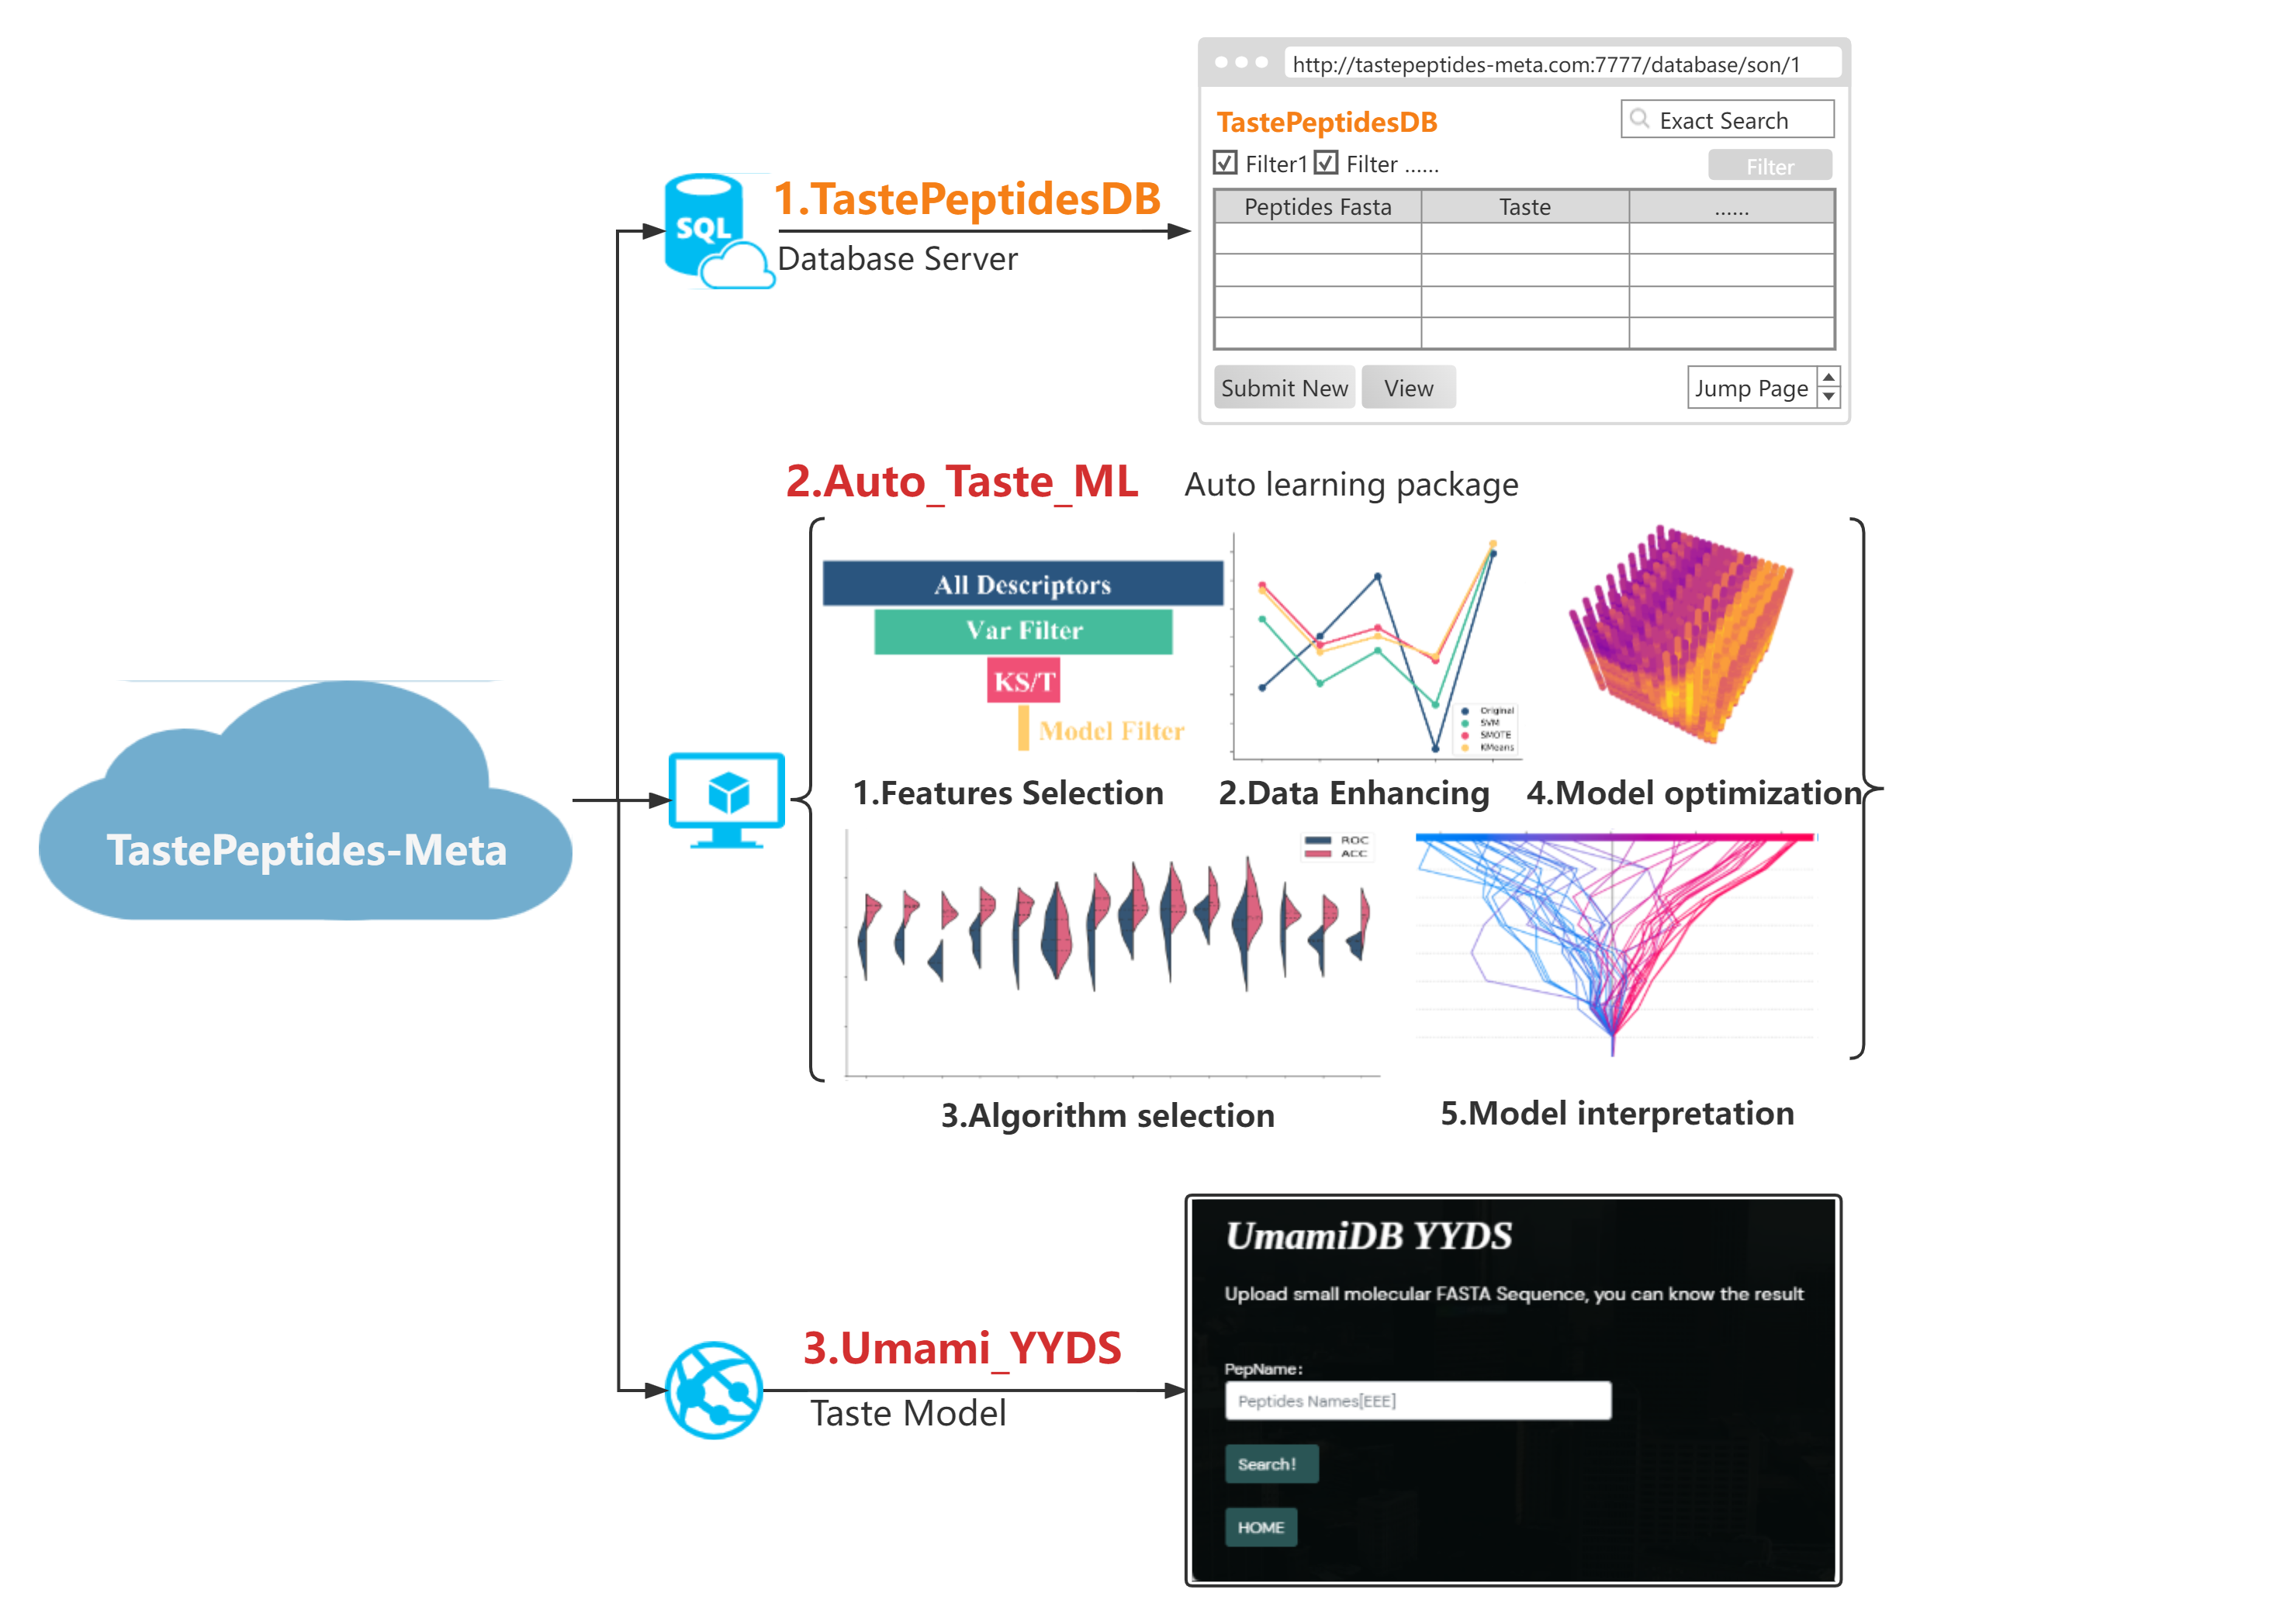 http://tastepeptides-meta.com:7777/database/son/1
TastePeptidesDB
Exact Search
Filter1
Filter ......
Filter
Peptides Fasta
Taste
......
Submit New
View
Jump Page
SQL
1.TastePeptidesDB
Database Server
2.Auto_Taste_ML
Auto learning package
All Descriptors
Var Filter
KS/T
Model Filter
Original
SVM
SMOTE
KMeans
1.Features Selection
2.Data Enhancing
4.Model optimization
TastePeptides-Meta
ROC
ACC
3.Algorithm selection
5.Model interpretation
3.Umami_YYDS
Taste Model
UmamiDB YYDS
Upload small molecular FASTA Sequence, you can know the result
PepName:
Peptides Names[EEE]
Search!
HOME